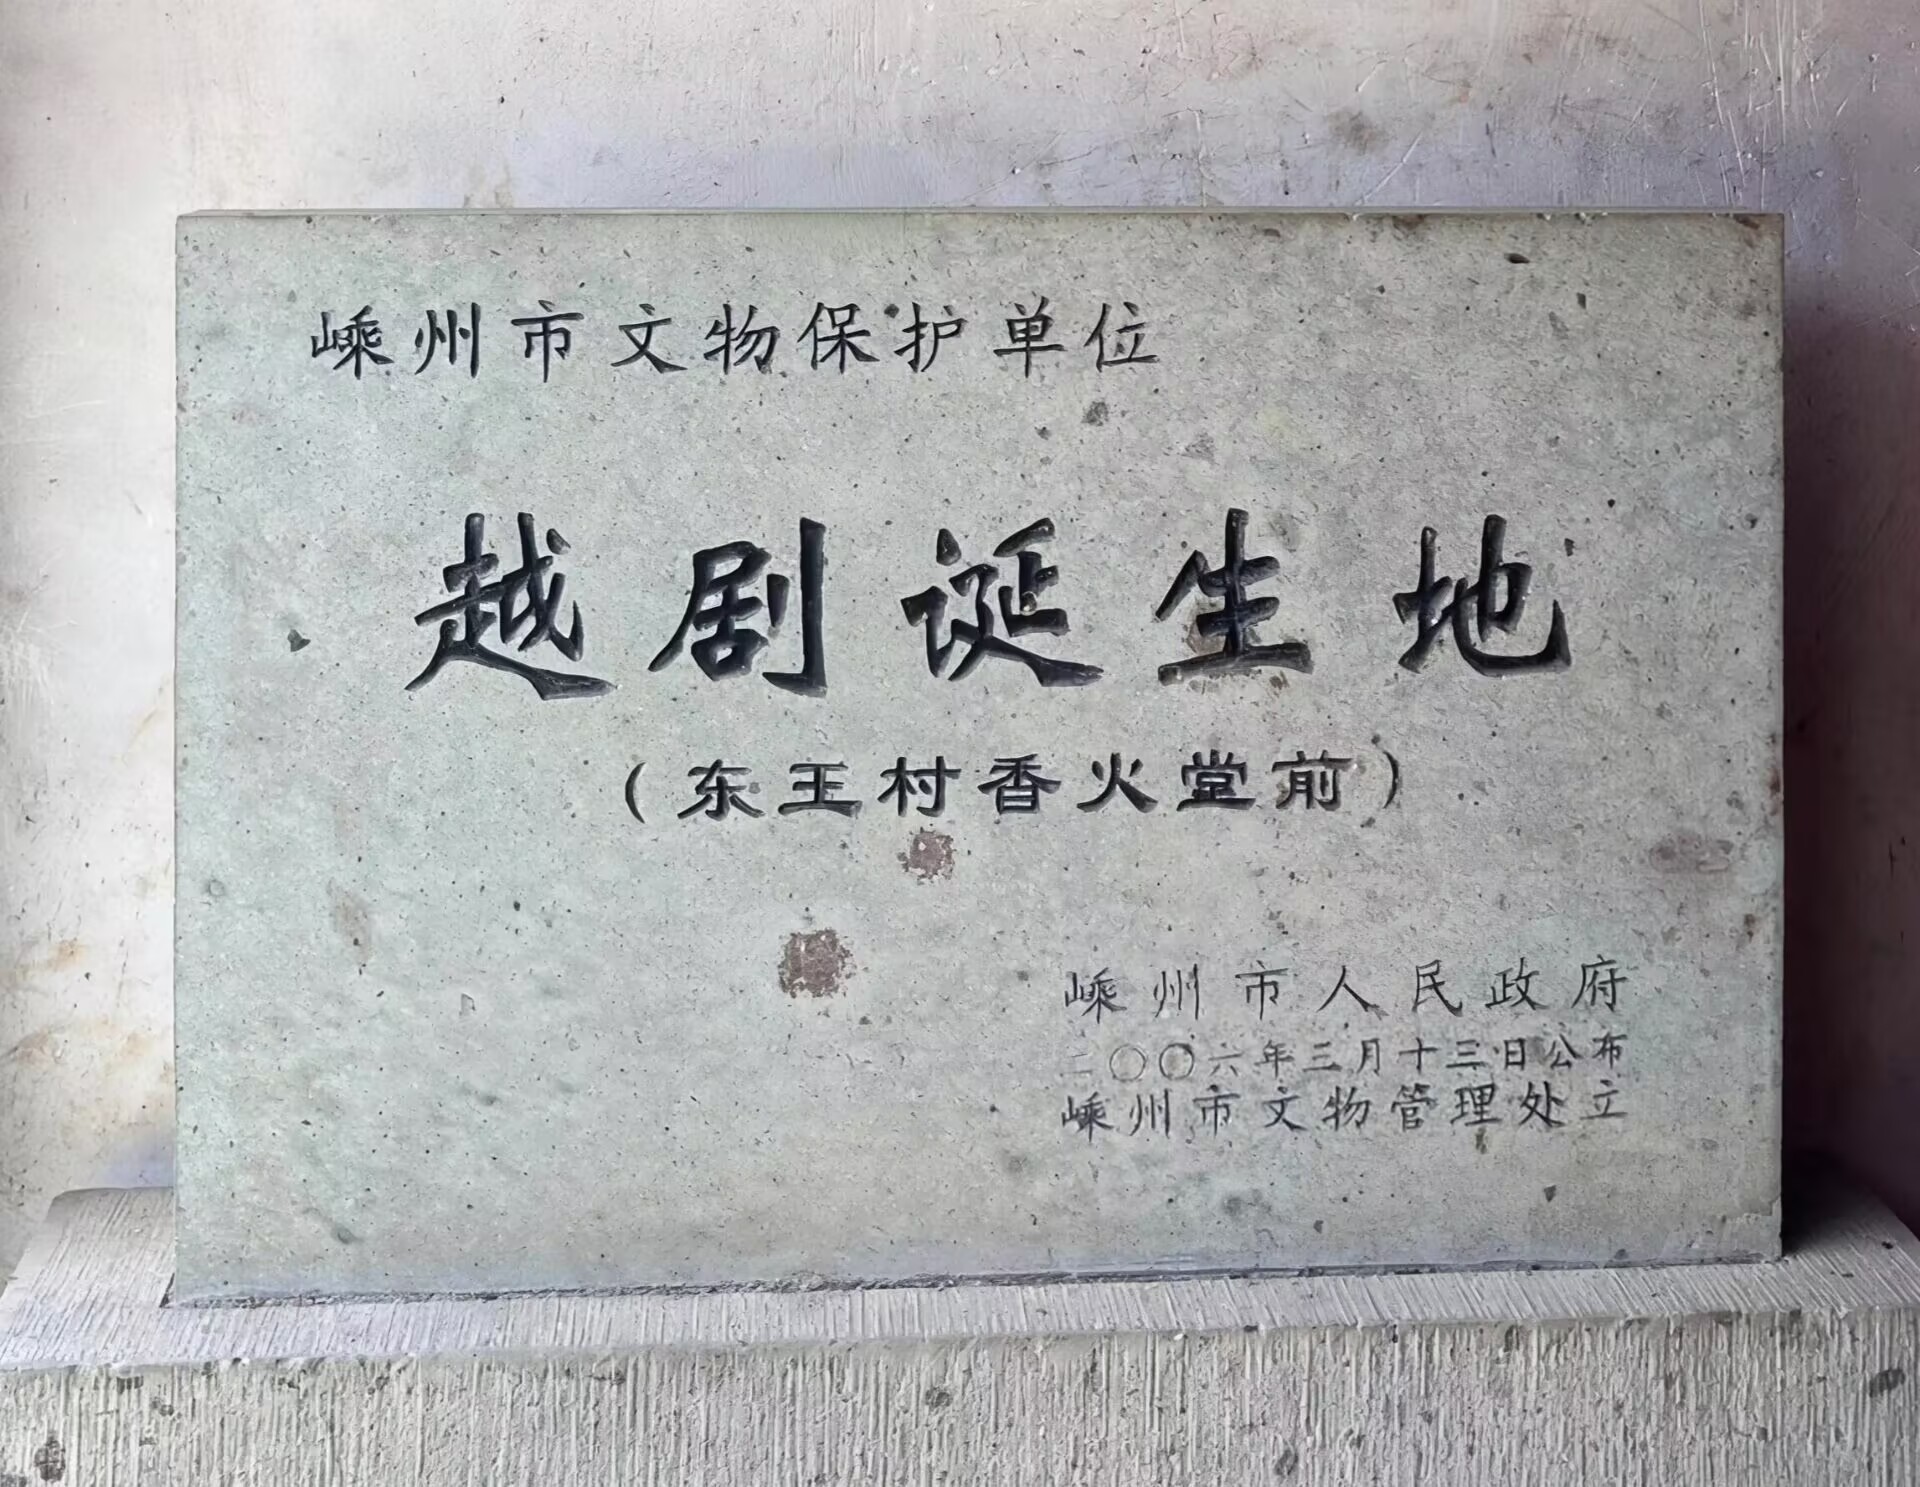 嵊州市文物保护单位
越剧诞生地
（东王村香火堂前）
嵊州市人民政府
二〇〇六年三月十三日公布
嵊州市文物管理处立